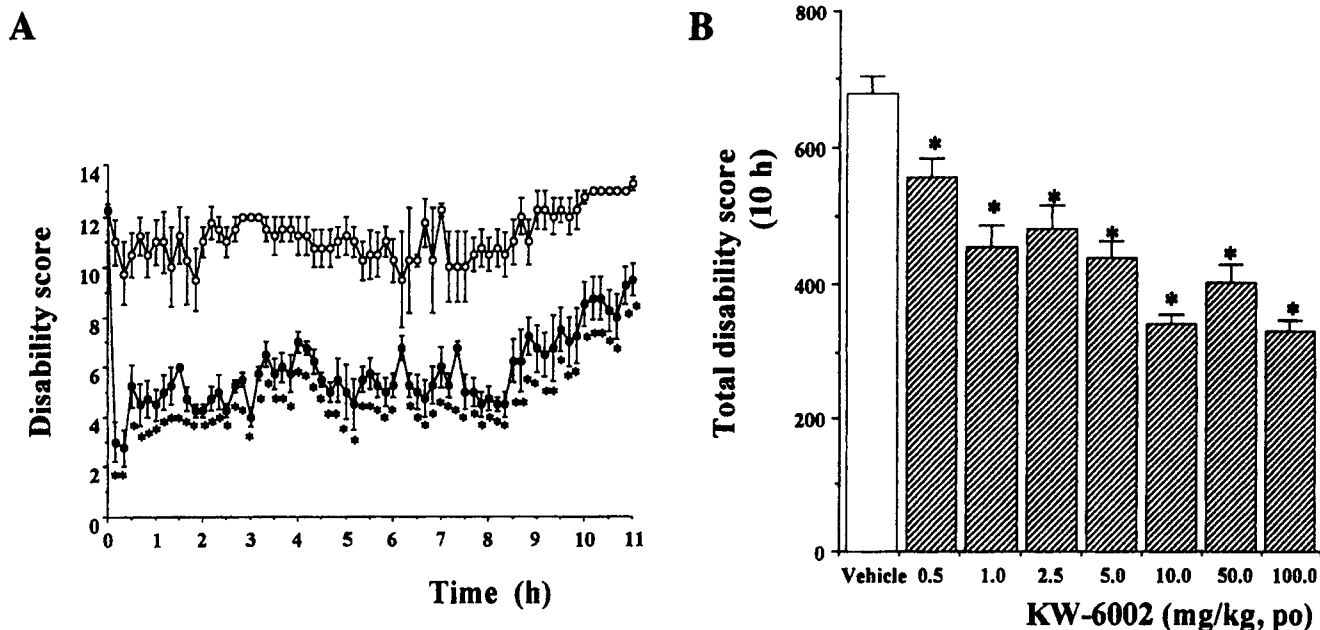 A
Disability score
14
12
10
8
6
4
2
0
0 1 2 3 4 5 6 7 8 9 10 11
Time (h)
B
Total disability score
(10 h)
800
600
400
200
0
* * * * * * *
Vehicle 0.5 1.0 2.5 5.0 10.0 50.0 100.0
KW-6002 (mg/kg, po)